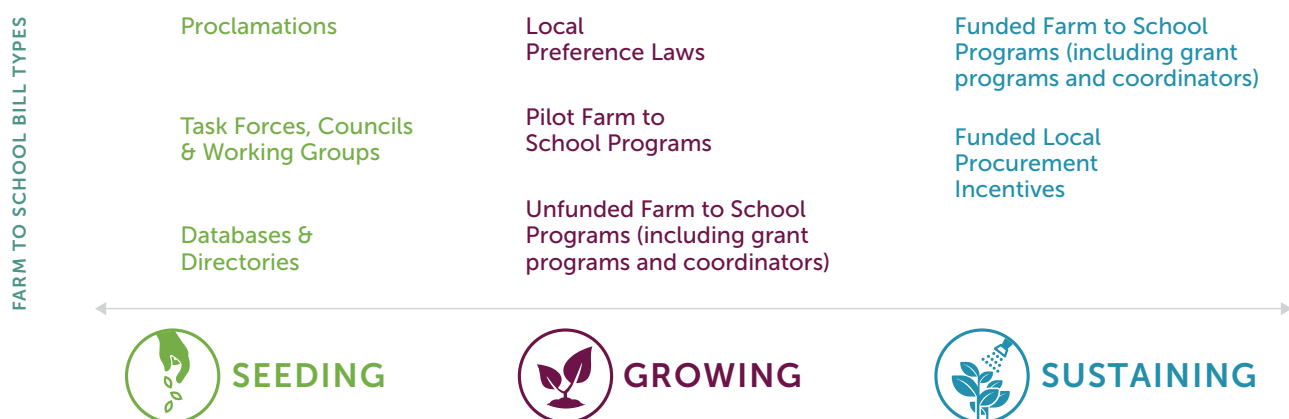 FARM TO SCHOOL BILL TYPES
Proclamations
Task Forces, Councils
& Working Groups
Databases &
Directories
Local
Preference Laws
Pilot Farm to
School Programs
Unfunded Farm to School
Programs (including grant
programs and coordinators)
Funded Farm to School
Programs (including grant
programs and coordinators)
Funded Local
Procurement
Incentives
SEEDING
GROWING
SUSTAINING